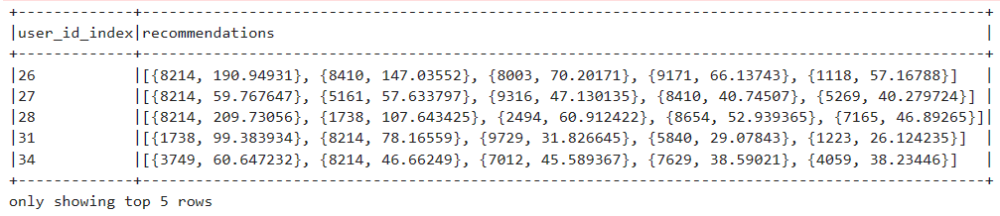 +-------------+--------------------------------------------------------------------------------------------------+
|user_id_index|recommendations                                                                                   |
+-------------+--------------------------------------------------------------------------------------------------+
|26           |[{8214, 190.94931}, {8410, 147.03552}, {8003, 70.20171}, {9171, 66.13743}, {1118, 57.16788}]   |
|27           |[{8214, 59.767647}, {5161, 57.633797}, {9316, 47.130135}, {8410, 40.74507}, {5269, 40.279724}] |
|28           |[{8214, 209.73056}, {1738, 107.643425}, {2494, 60.912422}, {8654, 52.939365}, {7165, 46.89265}]|
|31           |[{1738, 99.383934}, {8214, 78.16559}, {9729, 31.826645}, {5840, 29.07843}, {1223, 26.124235}]  |
|34           |[{3749, 60.647232}, {8214, 46.66249}, {7012, 45.589367}, {7629, 38.59021}, {4059, 38.23446}]   |
+-------------+--------------------------------------------------------------------------------------------------+
only showing top 5 rows